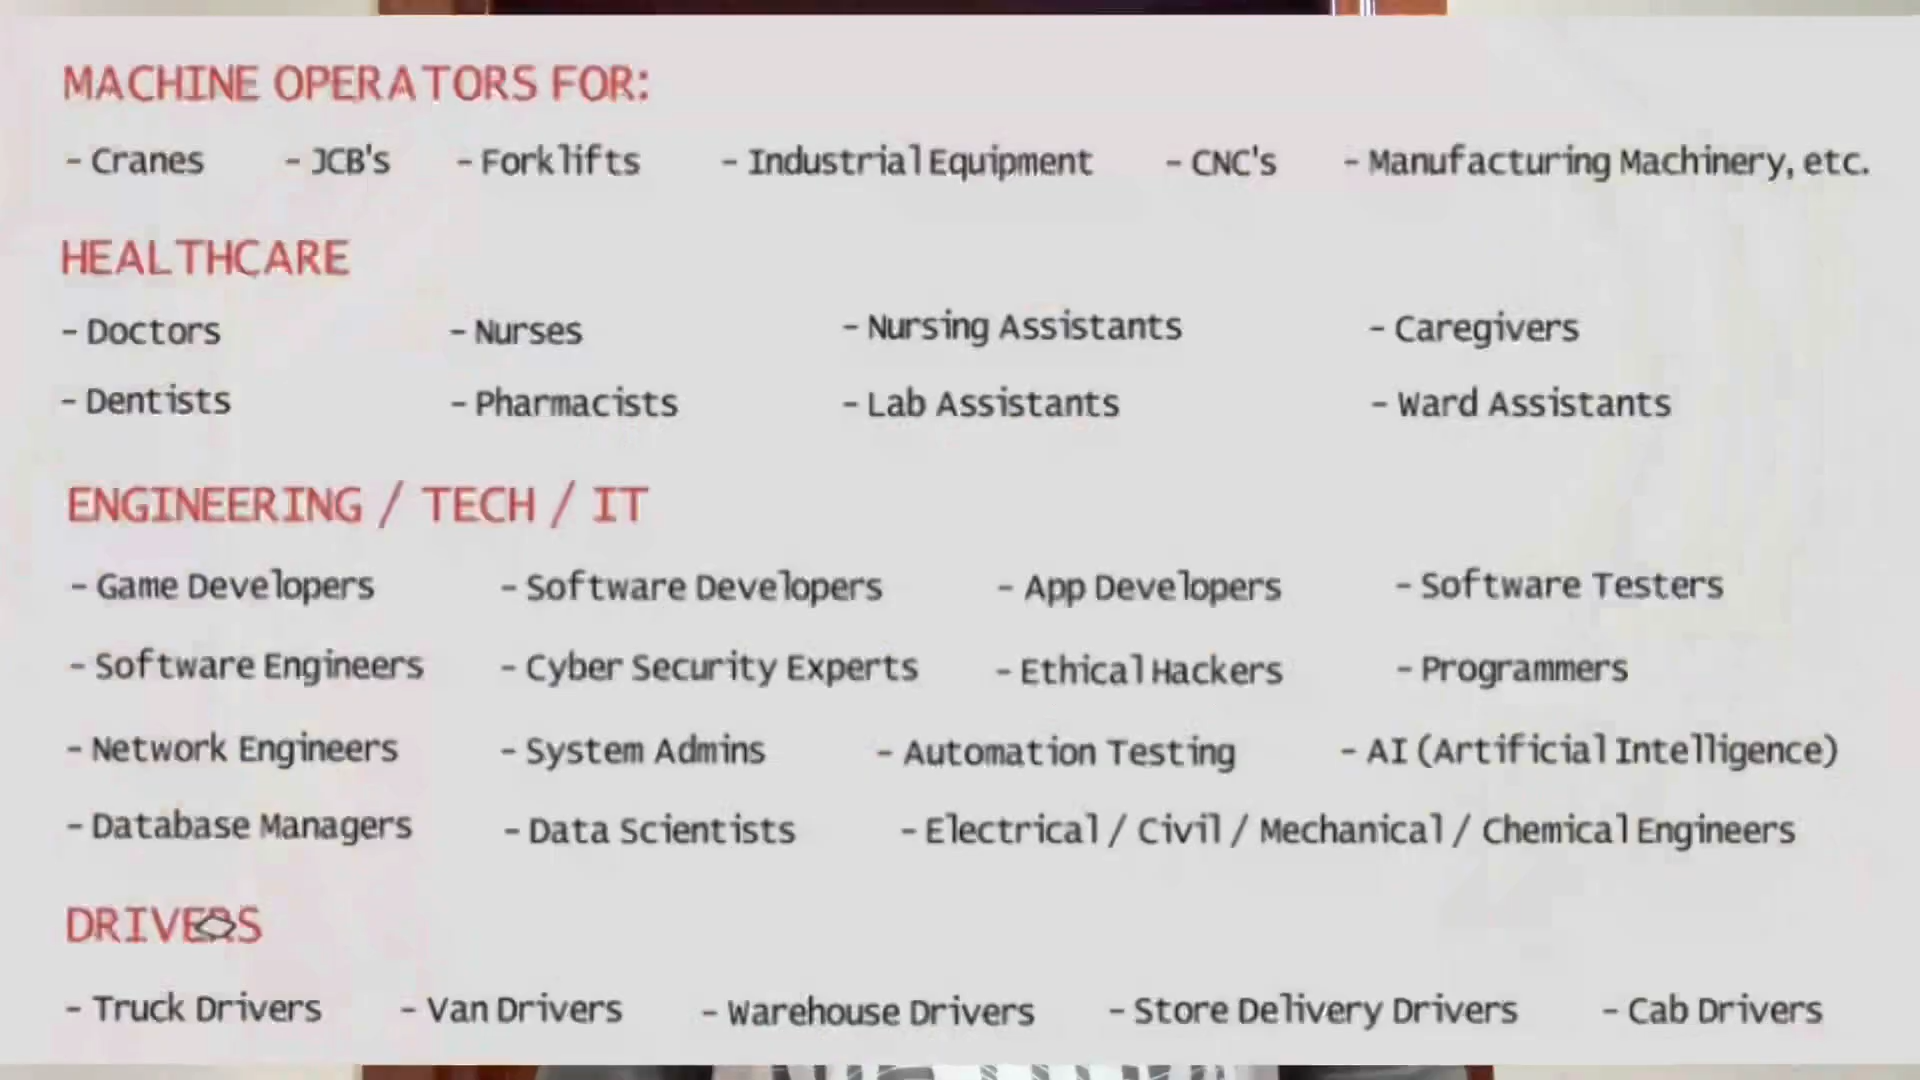 MACHINE OPERATORS FOR:
- Cranes - JCB's - Forklifts - Industrial Equipment - CNC's - Manufacturing Machinery, etc.
HEALTHCARE
- Doctors - Nurses - Nursing Assistants - Caregivers
- Dentists - Pharmacists - Lab Assistants - Ward Assistants
ENGINEERING / TECH / IT
- Game Developers - Software Developers - App Developers - Software Testers
- Software Engineers - Cyber Security Experts - Ethical Hackers - Programmers
- Network Engineers - System Admins - Automation Testing - AI (Artificial Intelligence)
- Database Managers - Data Scientists - Electrical / Civil / Mechanical / Chemical Engineers
DRIVERS
- Truck Drivers - Van Drivers - Warehouse Drivers - Store Delivery Drivers - Cab Drivers